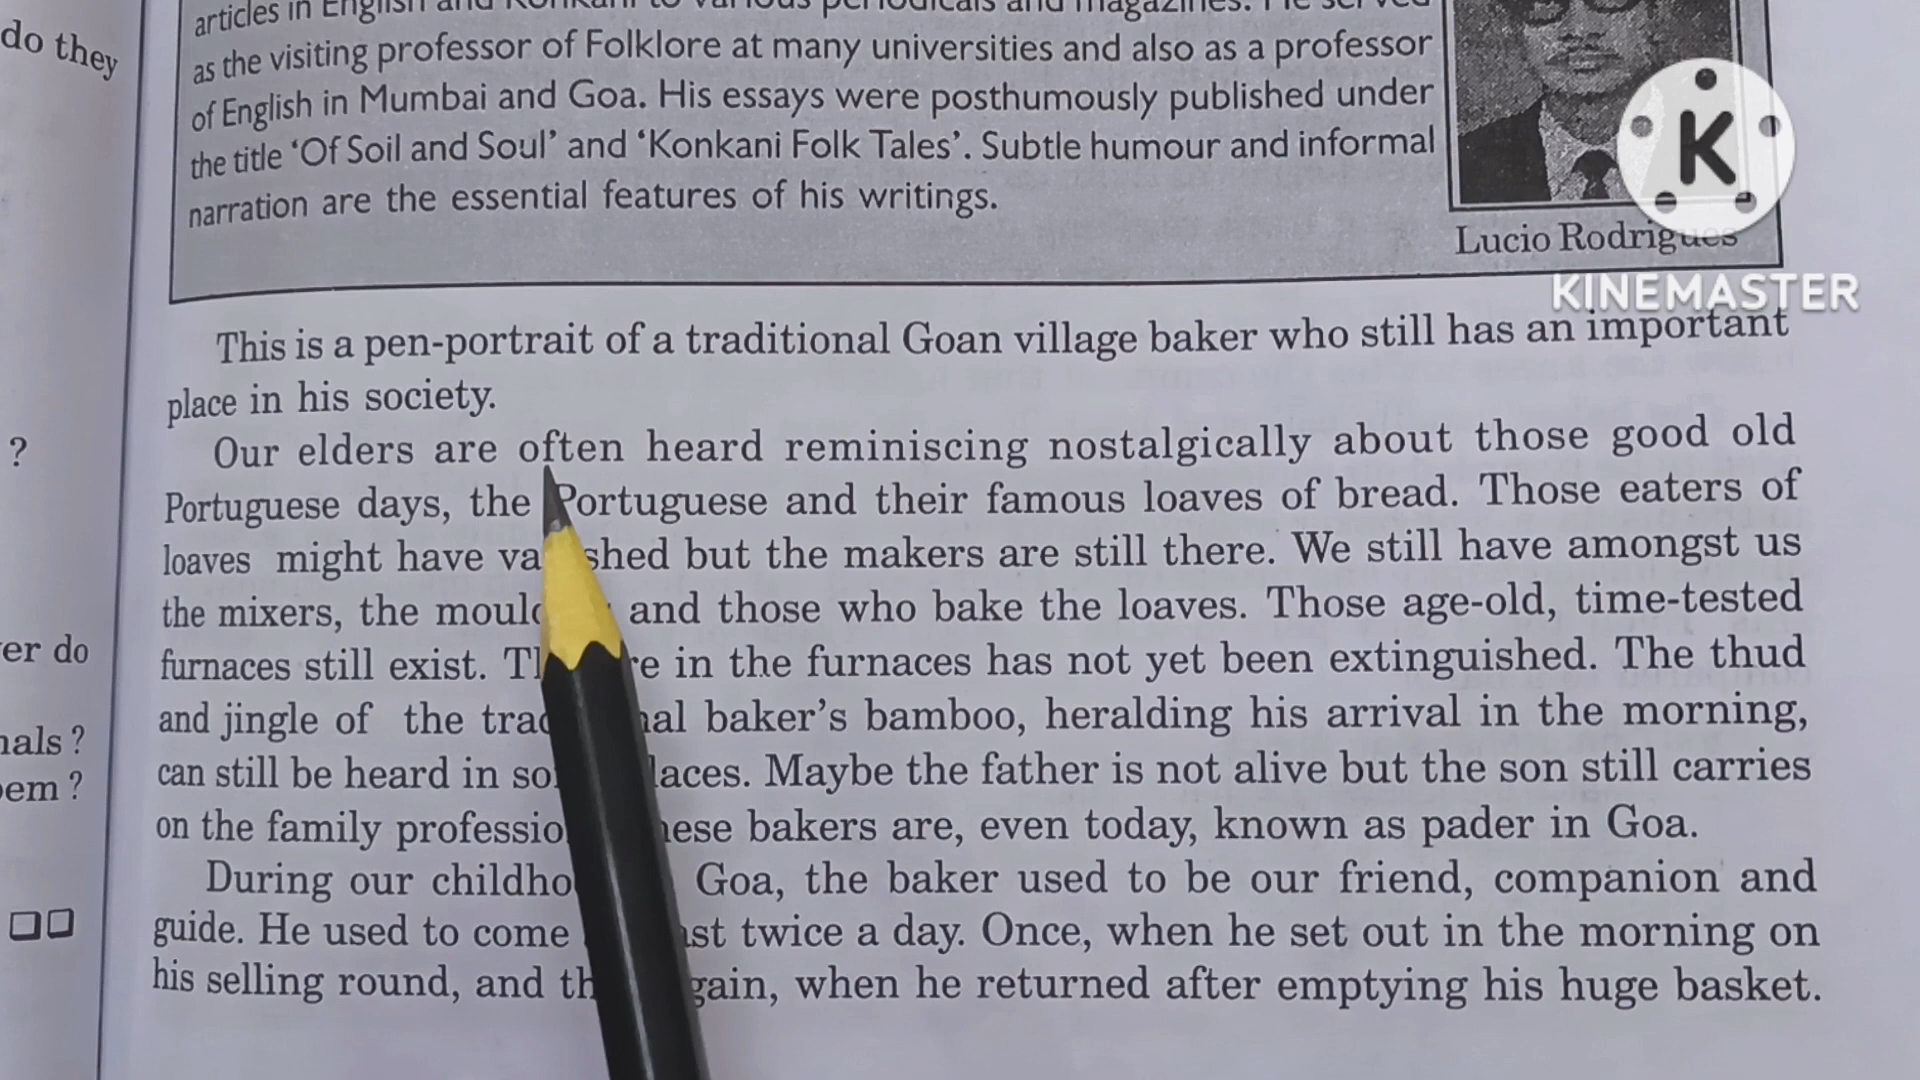 do they
articles in English and Konkani to various periodicals and magazines. He served
as the visiting professor of Folklore at many universities and also as a professor
of English in Mumbai and Goa. His essays were posthumously published under
the title ‘Of Soil and Soul’ and ‘Konkani Folk Tales’. Subtle humour and informal
narration are the essential features of his writings.
K
Lucio Rodrigues
KINEMASTER
This is a pen-portrait of a traditional Goan village baker who still has an important
place in his society.
?
Our elders are often heard reminiscing nostalgically about those good old
Portuguese days, the Portuguese and their famous loaves of bread. Those eaters of
loaves might have va shed but the makers are still there. We still have amongst us
the mixers, the mould and those who bake the loaves. Those age-old, time-tested
er do
furnaces still exist. Th re in the furnaces has not yet been extinguished. The thud
and jingle of the trad nal baker’s bamboo, heralding his arrival in the morning,
nals ?
can still be heard in so laces. Maybe the father is not alive but the son still carries
em ?
on the family professio hese bakers are, even today, known as pader in Goa.
During our childho Goa, the baker used to be our friend, companion and
guide. He used to come st twice a day. Once, when he set out in the morning on
his selling round, and th gain, when he returned after emptying his huge basket.